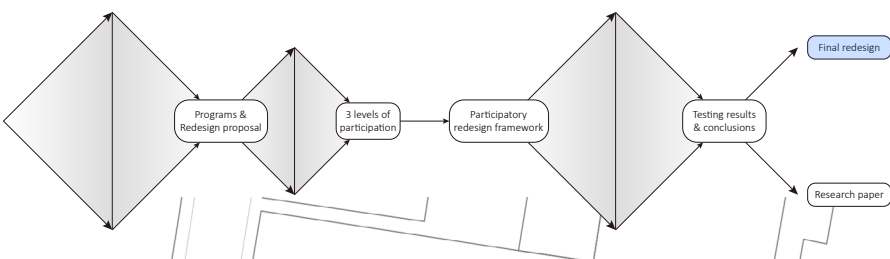 Programs &
Redesign proposal
3 levels of
participation
Participatory
redesign framework
Testing results
& conclusions
Final redesign
Research paper